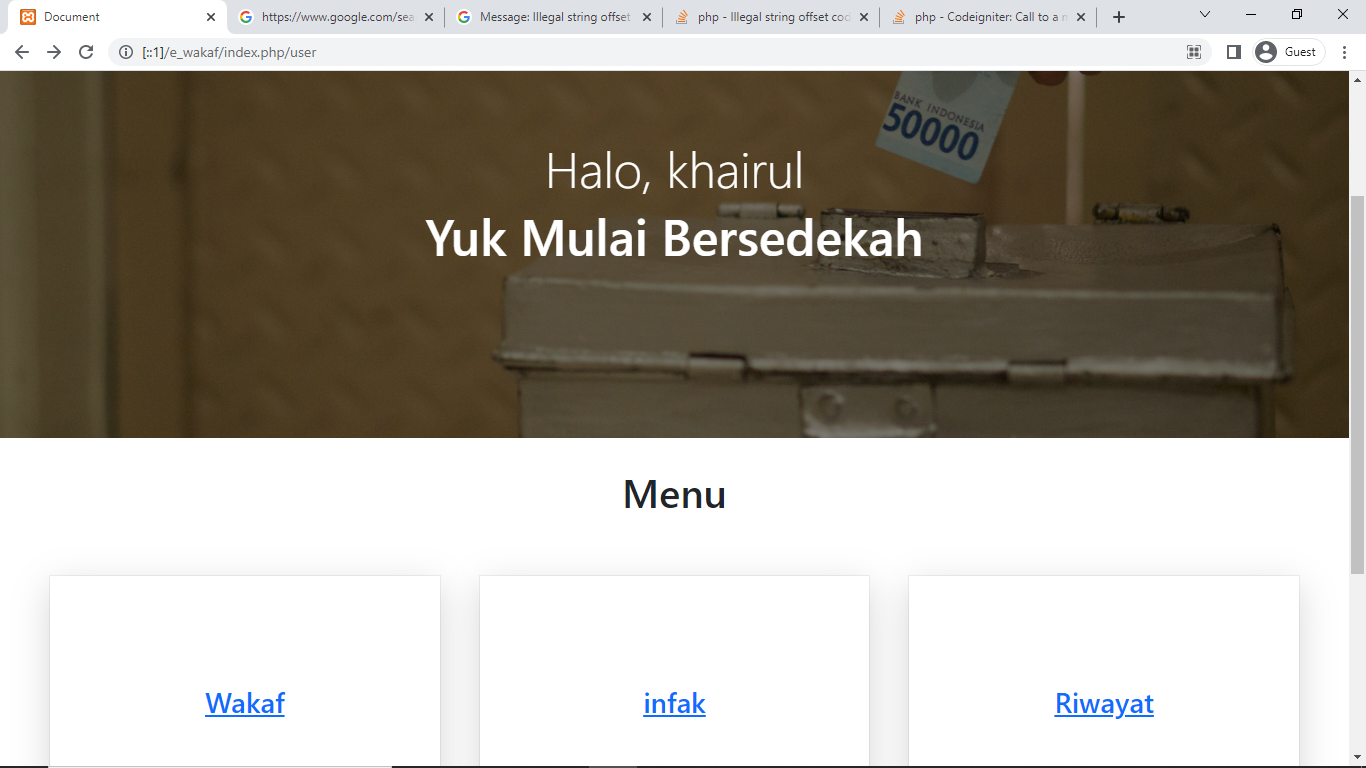 Document
https://www.google.com/sea
Message: Illegal string offset
php - Illegal string offset cod
php - Codeigniter: Call to a m
[::1]/e_wakaf/index.php/user
Guest
BANK INDONESIA
50000
Halo, khairul
Yuk Mulai Bersedekah
Menu
Wakaf
infak
Riwayat